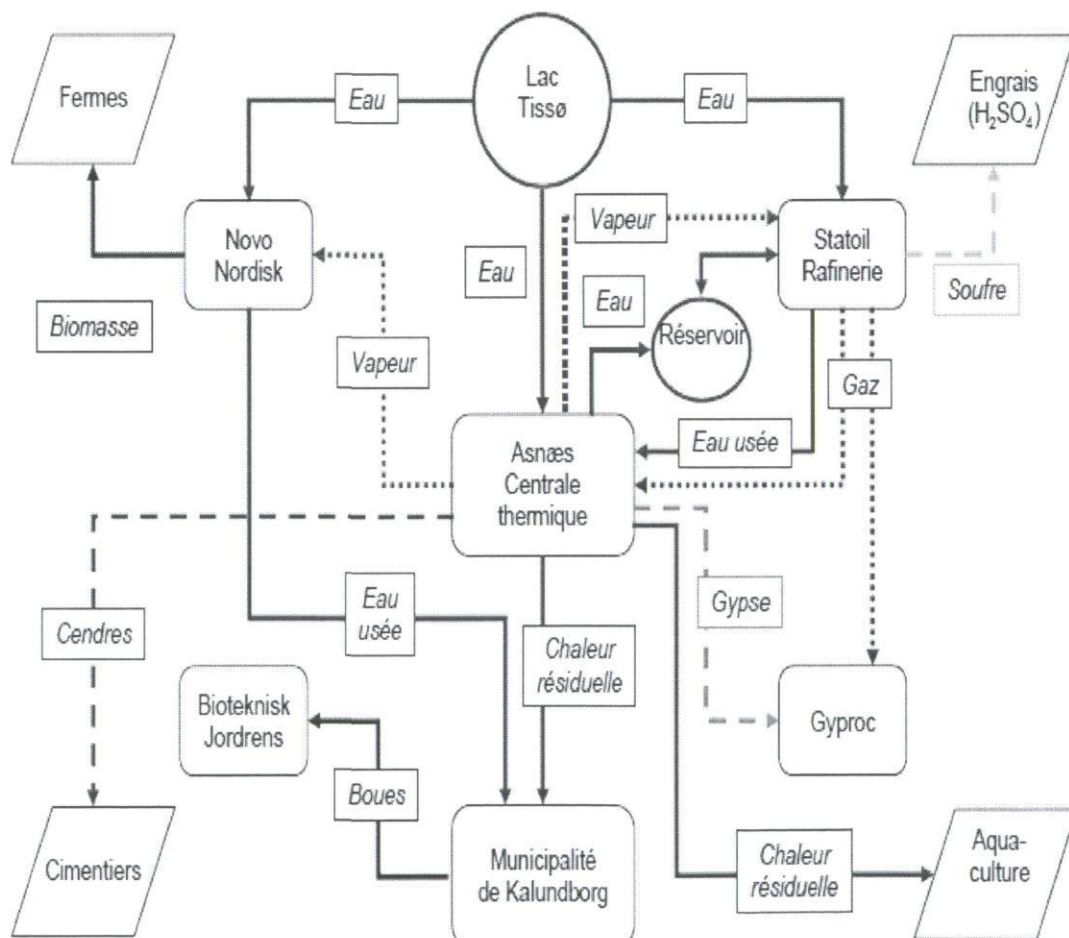 Fermes
Eau
Lac
Tissø
Eau
Engrais
(H₂SO₄)
Novo
Nordisk
Vapeur
Statoil
Rafinerie
Eau
Eau
Soufre
Biomasse
Vapeur
Réservoir
Gaz
Asnæs
Centrale
thermique
Eau usée
Cendres
Eau
usée
Chaleur
résiduelle
Gypse
Bioteknisk
Jordrens
Gyproc
Boues
Cimentiers
Municipalité
de Kalundborg
Chaleur
résiduelle
Aqua-
culture